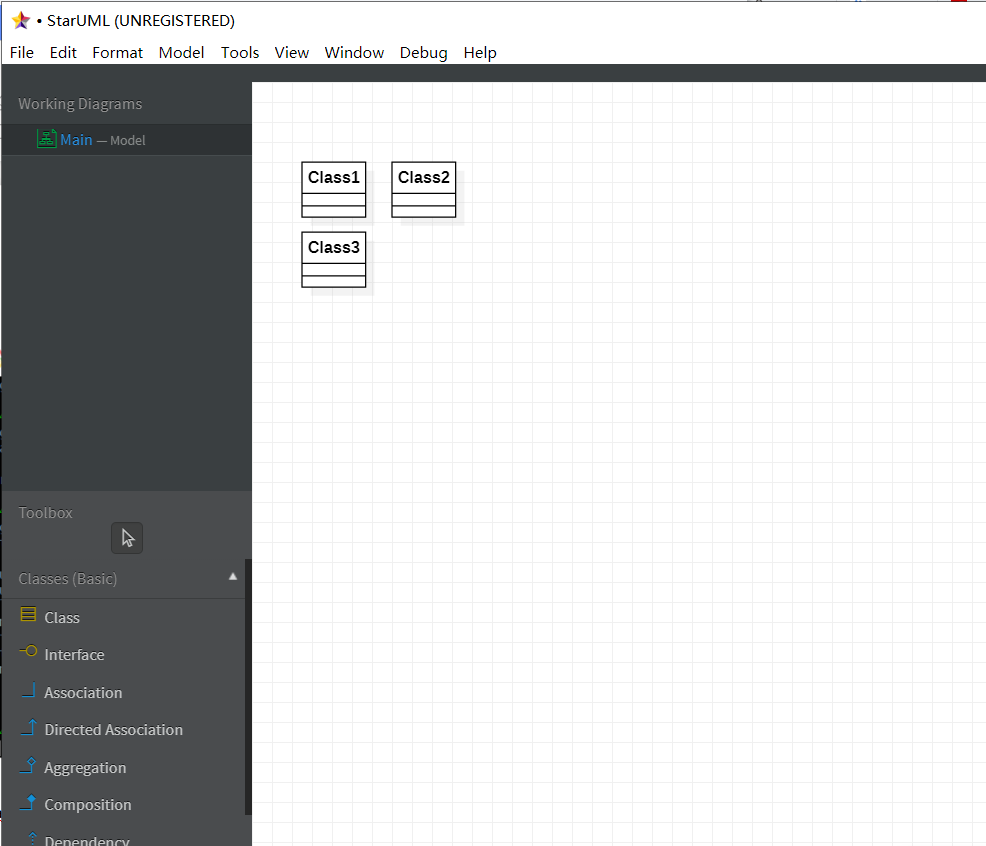 • StarUML (UNREGISTERED)
File Edit Format Model Tools View Window Debug Help
Working Diagrams
Main — Model
Class1 Class2
Class3
Toolbox
Classes (Basic)
Class
Interface
Association
Directed Association
Aggregation
Composition
Dependency